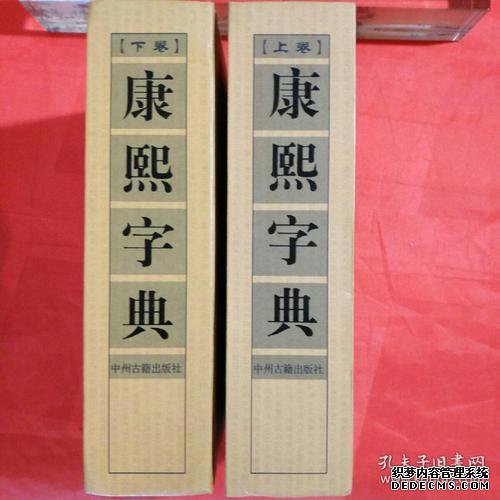 【下卷】
康熙字典
中州古籍出版社
【上卷】
康熙字典
中州古籍出版社
孔夫子旧书网
织梦内容管理系统
DEDECMS.COM